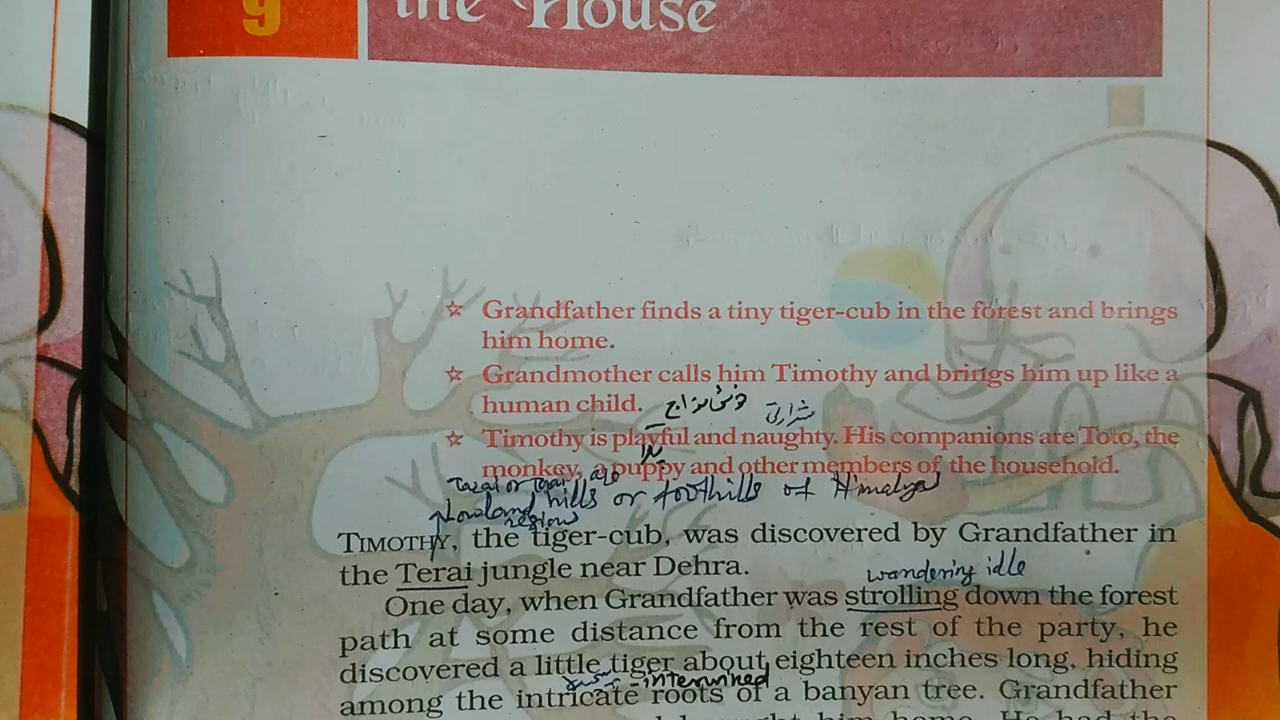 9
the House
☆ Grandfather finds a tiny tiger-cub in the forest and brings
him home.
☆ Grandmother calls him Timothy and brings him up like a
human child.
شرارتی
☆ Timothy is playful and naughty. His companions are Toto, the
monkey, a puppy and other members of the household.
hills or foothills of Himalyas
regions
TIMOTHY, the tiger-cub, was discovered by Grandfather in
the Terai jungle near Dehra.
wandering idle
One day, when Grandfather was strolling down the forest
path at some distance from the rest of the party, he
discovered a little tiger about eighteen inches long, hiding
among the intricate roots of a banyan tree. Grandfather